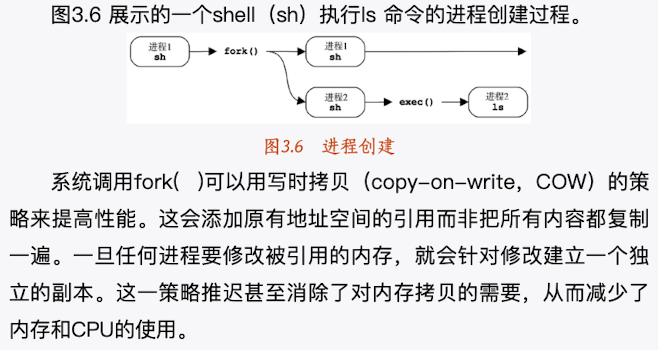 图3.6 展示的一个shell（sh）执行ls 命令的进程创建过程。
进程1 进程1
sh fork() sh
进程2 进程2
sh exec() ls
图3.6 进程创建
系统调用fork( )可以用写时拷贝（copy-on-write，COW）的策
略来提高性能。这会添加原有地址空间的引用而非把所有内容都复制
一遍。一旦任何进程要修改被引用的内存，就会针对修改建立一个独
立的副本。这一策略推迟甚至消除了对内存拷贝的需要，从而减少了
内存和CPU的使用。